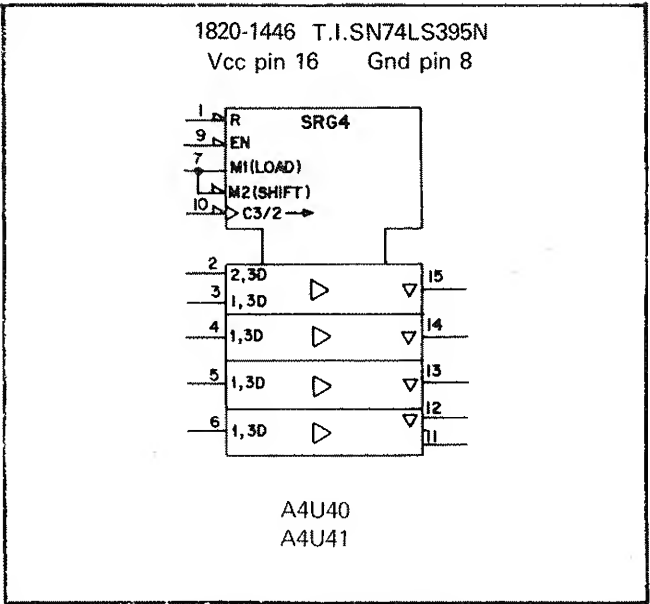 1820-1446 T.I.SN74LS395N
Vcc pin 16 Gnd pin 8
1 R SRG4
9 EN
7 M1(LOAD)
M2(SHIFT)
10 C3/2
2 2,3D 15
3 1,3D
4 1,3D 14
5 1,3D 13
6 1,3D 12
11
A4U40
A4U41